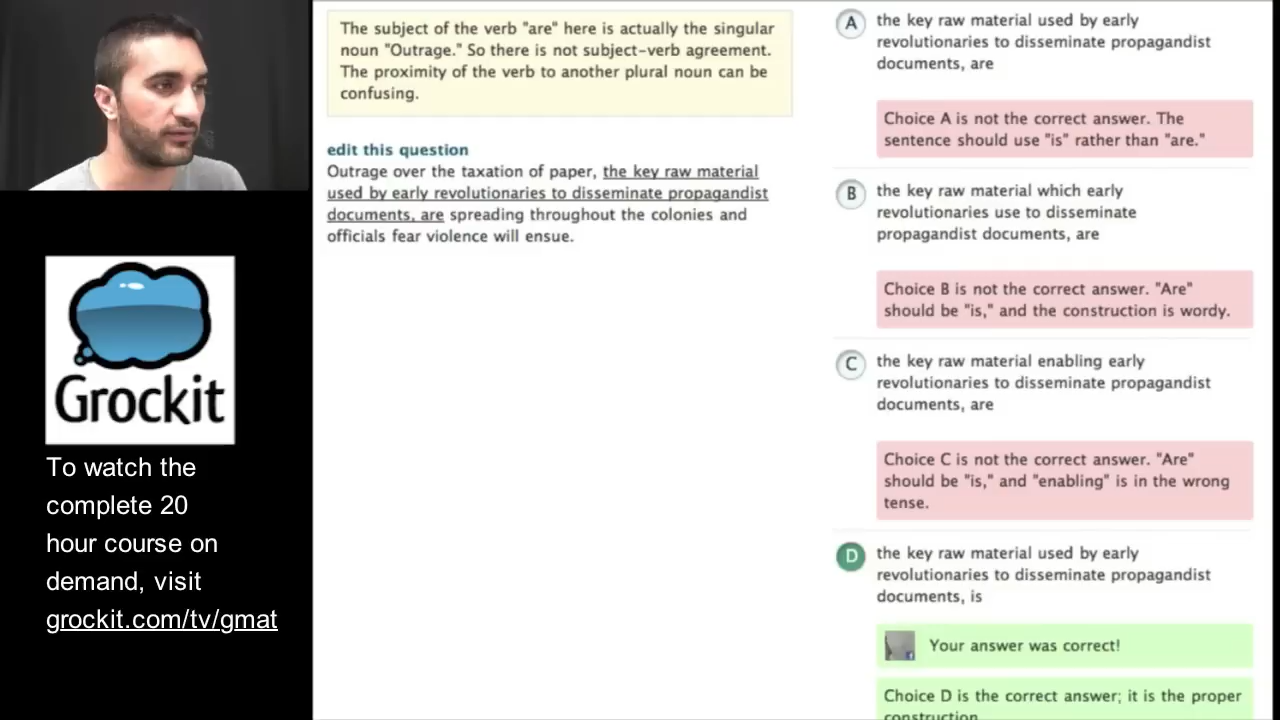 The subject of the verb "are" here is actually the singular
noun "Outrage." So there is not subject-verb agreement.
The proximity of the verb to another plural noun can be
confusing.
edit this question
Outrage over the taxation of paper, the key raw material
used by early revolutionaries to disseminate propagandist
documents, are spreading throughout the colonies and
officials fear violence will ensue.
A
the key raw material used by early
revolutionaries to disseminate propagandist
documents, are
Choice A is not the correct answer. The
sentence should use "is" rather than "are."
B
the key raw material which early
revolutionaries use to disseminate
propagandist documents, are
Choice B is not the correct answer. "Are"
should be "is," and the construction is wordy.
C
the key raw material enabling early
revolutionaries to disseminate propagandist
documents, are
Choice C is not the correct answer. "Are"
should be "is," and "enabling" is in the wrong
tense.
D
the key raw material used by early
revolutionaries to disseminate propagandist
documents, is
Your answer was correct!
Choice D is the correct answer; it is the proper
construction
Grockit
To watch the
complete 20
hour course on
demand, visit
grockit.com/tv/gmat